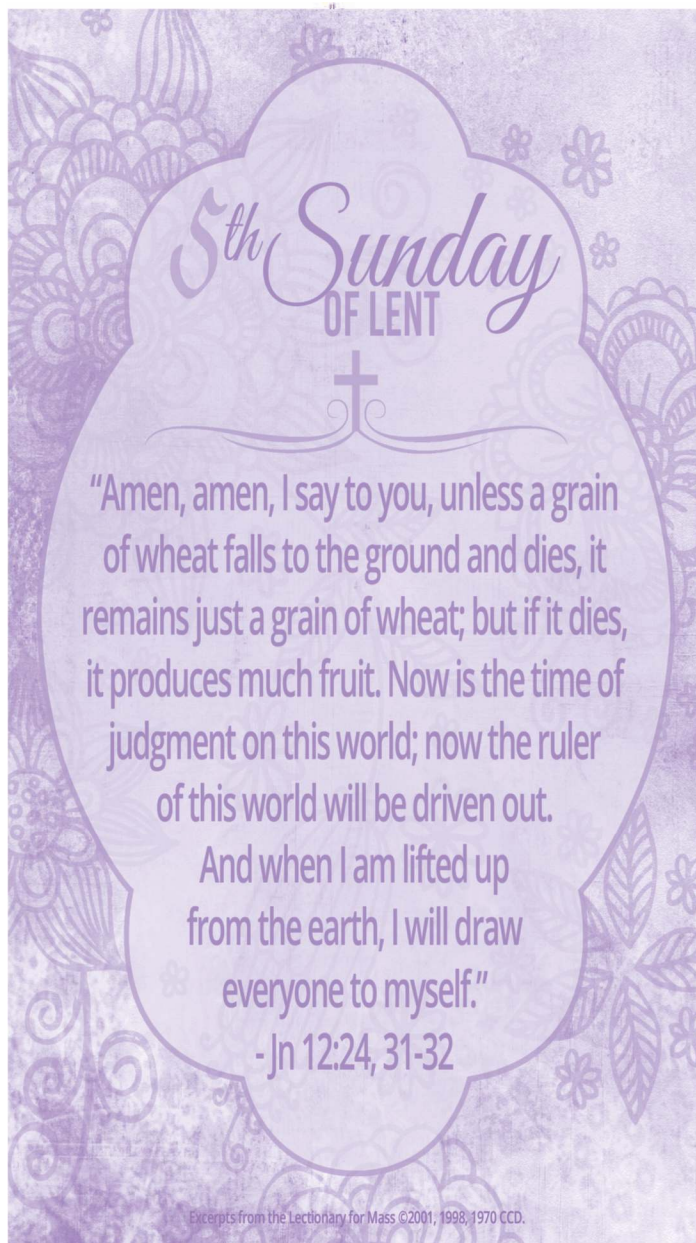 5th Sunday
OF LENT
“Amen, amen, I say to you, unless a grain
of wheat falls to the ground and dies, it
remains just a grain of wheat; but if it dies,
it produces much fruit. Now is the time of
judgment on this world; now the ruler
of this world will be driven out.
And when I am lifted up
from the earth, I will draw
everyone to myself.”
- Jn 12:24, 31-32
Excerpts from the Lectionary for Mass ©2001, 1998, 1970 CCD.